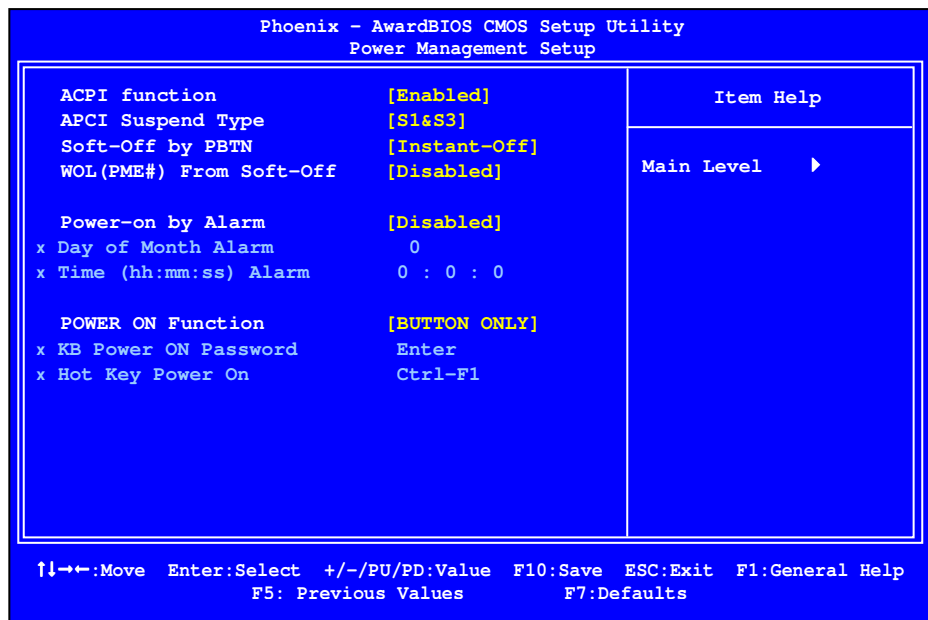 Phoenix – AwardBIOS CMOS Setup Utility
Power Management Setup
ACPI function [Enabled]
APCI Suspend Type [S1&S3]
Soft-Off by PBTN [Instant-Off]
WOL(PME#) From Soft-Off [Disabled]
Power-on by Alarm [Disabled]
x Day of Month Alarm 0
x Time (hh:mm:ss) Alarm 0 : 0 : 0
POWER ON Function [BUTTON ONLY]
x KB Power ON Password Enter
x Hot Key Power On Ctrl-F1
Item Help
Main Level
↑↓→←:Move Enter:Select +/-/PU/PD:Value F10:Save ESC:Exit F1:General Help
F5: Previous Values F7:Defaults